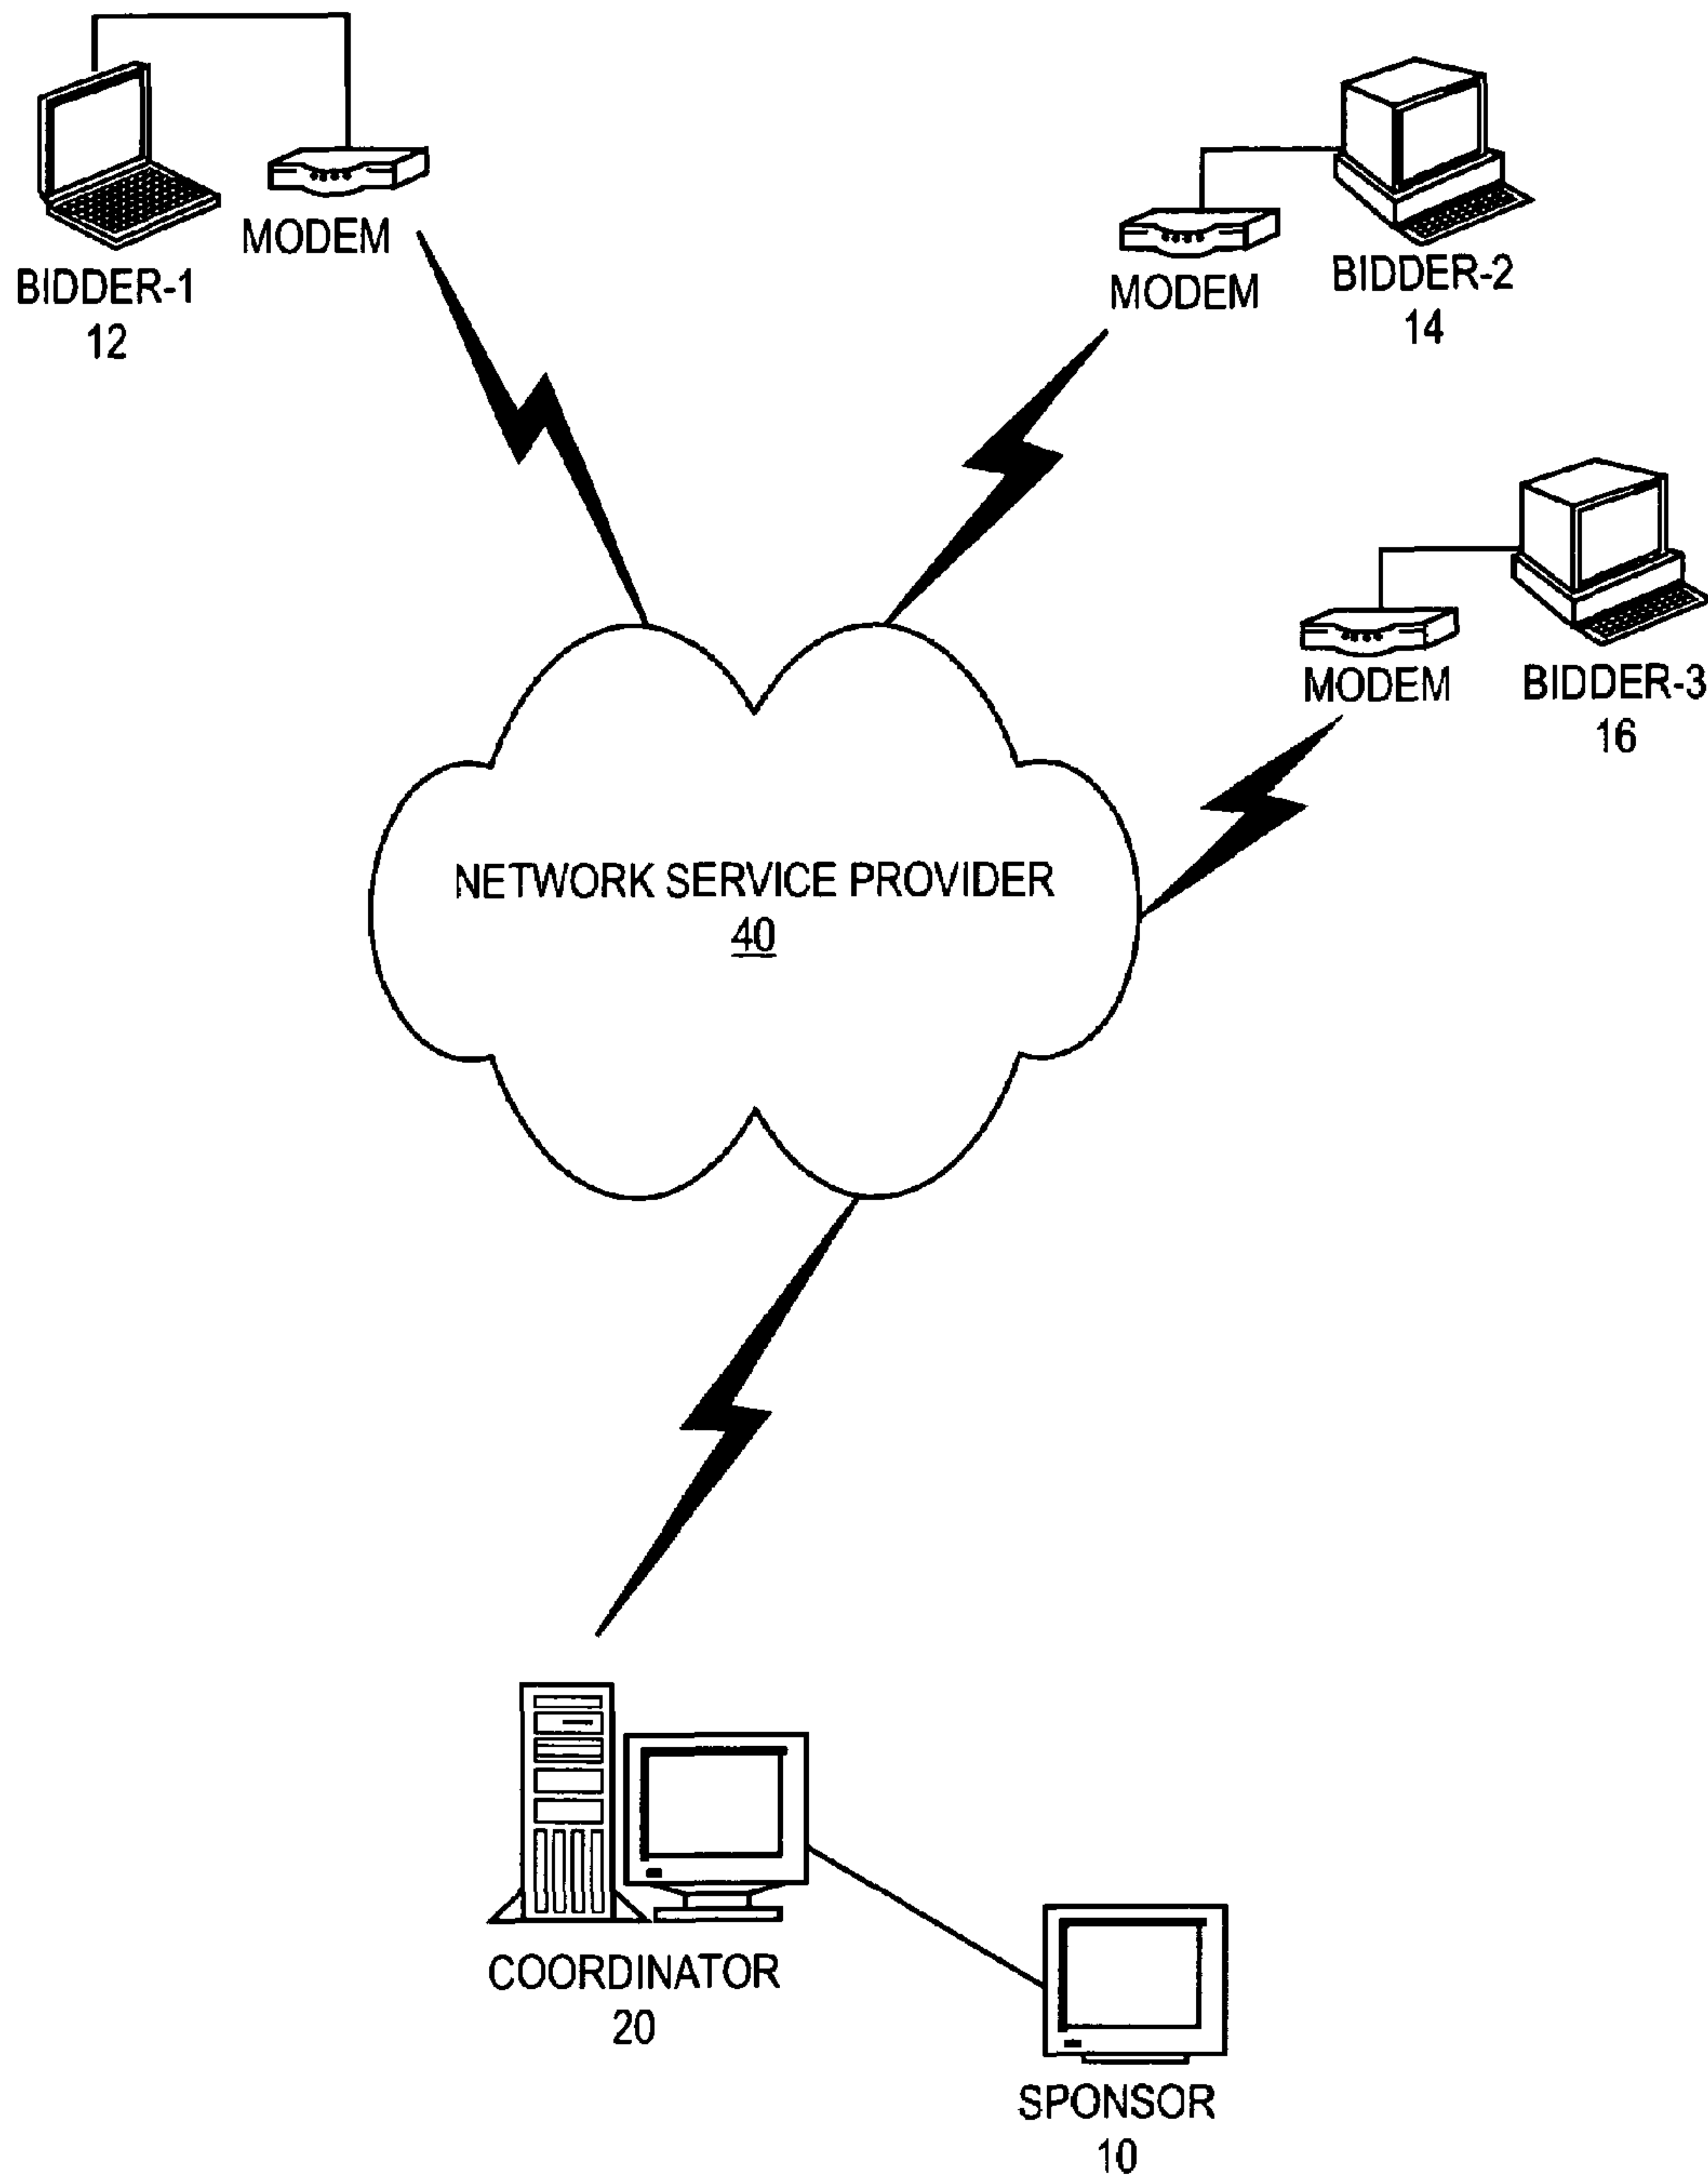 MODEM
BIDDER-1
12
MODEM
BIDDER-2
14
MODEM
BIDDER-3
16
NETWORK SERVICE PROVIDER
40
COORDINATOR
20
SPONSOR
10